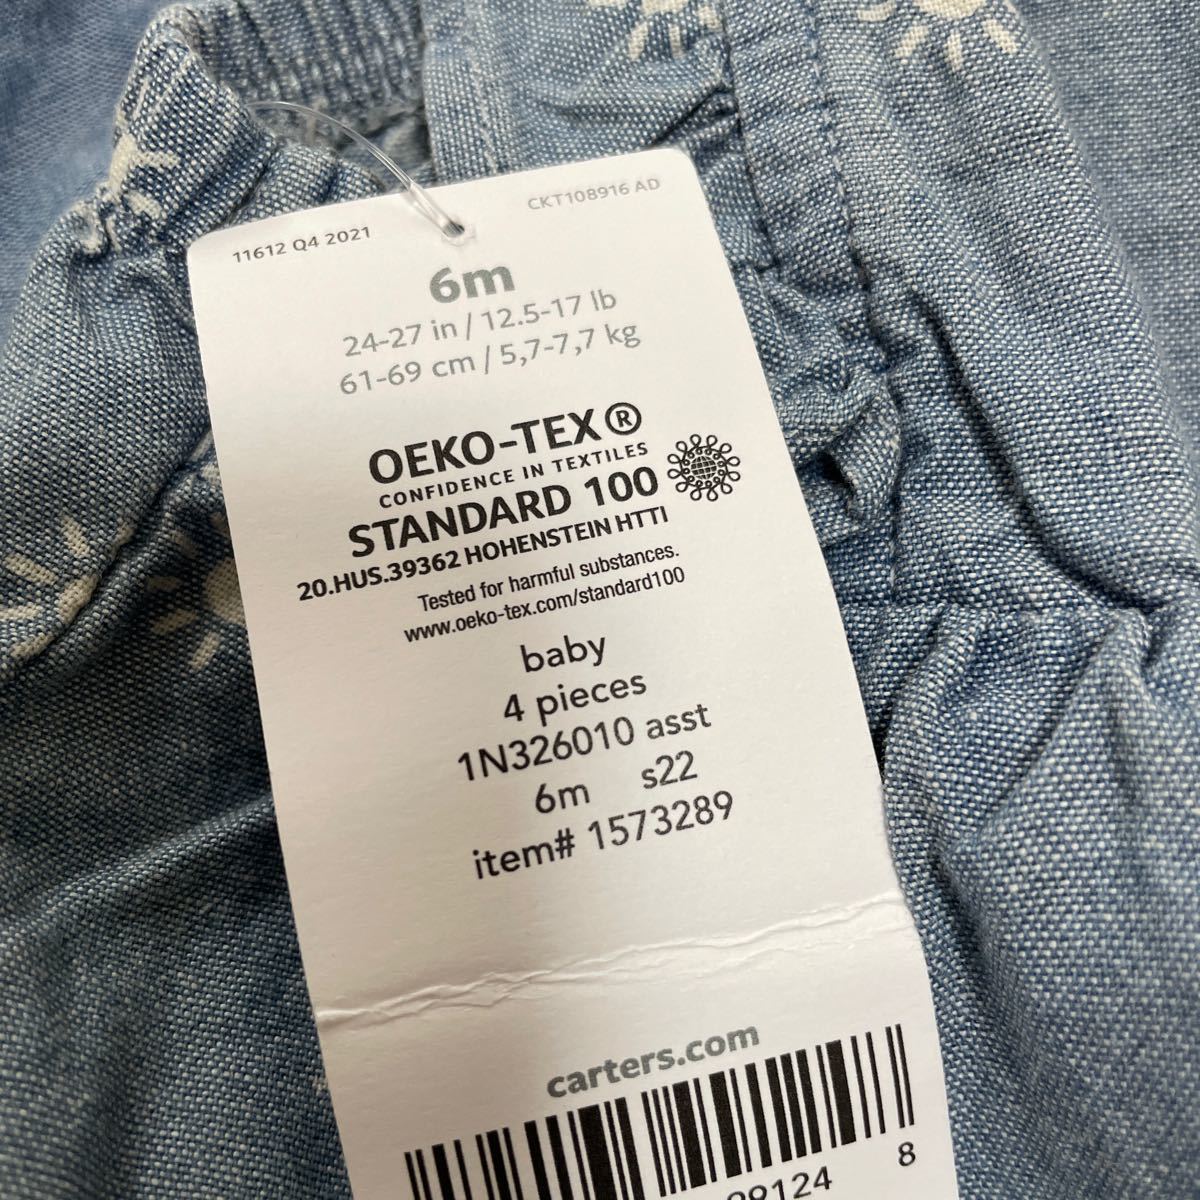 11612 Q4 2021
CKT108916 AD
6m
24-27 in / 12.5-17 lb
61-69 cm / 5,7-7,7 kg
OEKO-TEX®
CONFIDENCE IN TEXTILES
STANDARD 100
20.HUS.39362 HOHENSTEIN HTTI
Tested for harmful substances.
www.oeko-tex.com/standard100
baby
4 pieces
1N326010 asst
6m s22
item# 1573289
carters.com
8